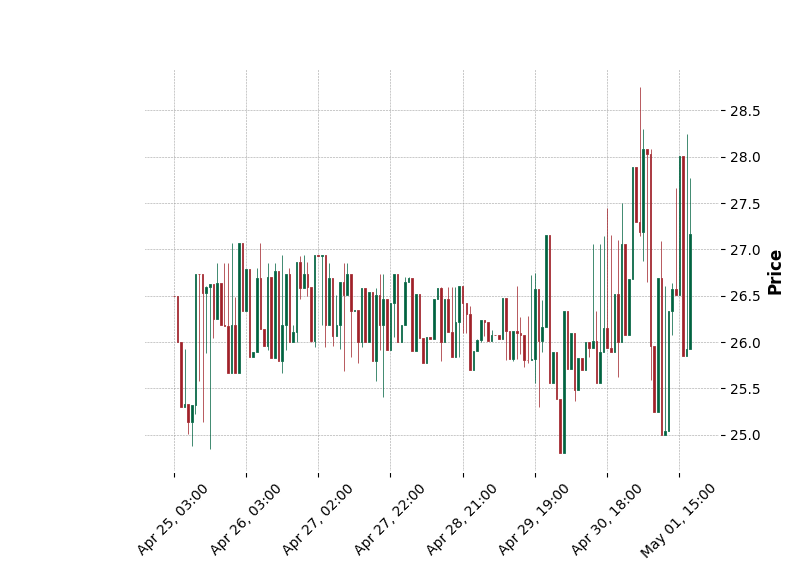 28.5
28.0
27.5
27.0
26.5
26.0
25.5
25.0
Price
Apr 25, 03:00
Apr 26, 03:00
Apr 27, 02:00
Apr 27, 22:00
Apr 28, 21:00
Apr 29, 19:00
Apr 30, 18:00
May 01, 15:00